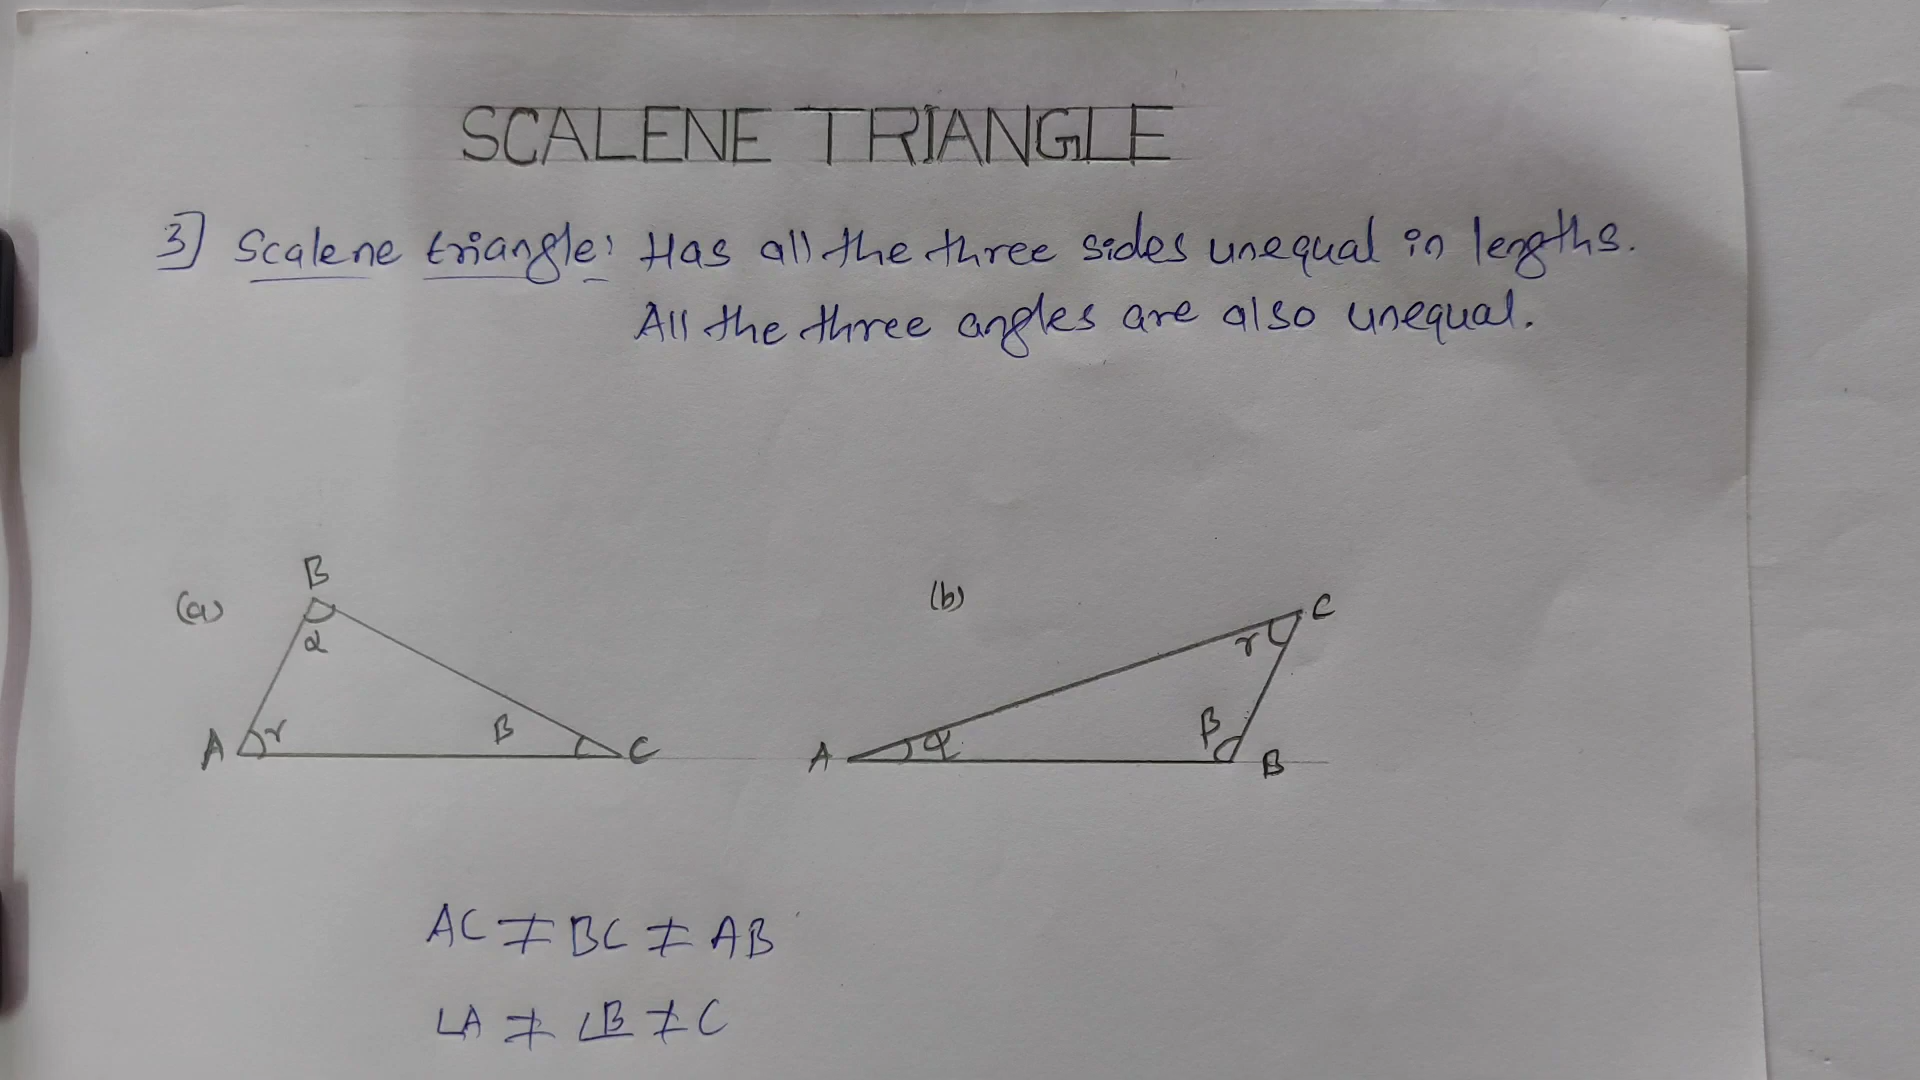 SCALENE TRIANGLE
3] Scalene triangle: Has all the three sides unequal in lengths.
All the three angles are also unequal.
(a)
B
α
A
r
B
C
(b)
C
r
β
A
α
B
AC ≠ BC ≠ AB
∠A ≠ ∠B ≠ C